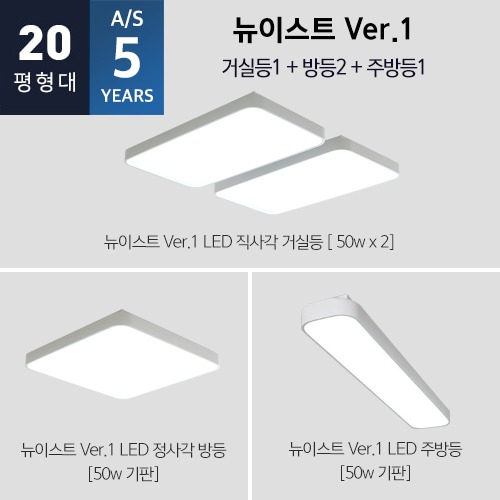 20
평형대
A/S
5
YEARS
뉴이스트 Ver.1
거실등1 + 방등2 + 주방등1
뉴이스트 Ver.1 LED 직사각 거실등 [ 50w x 2]
뉴이스트 Ver.1 LED 정사각 방등
[50w 기판]
뉴이스트 Ver.1 LED 주방등
[50w 기판]